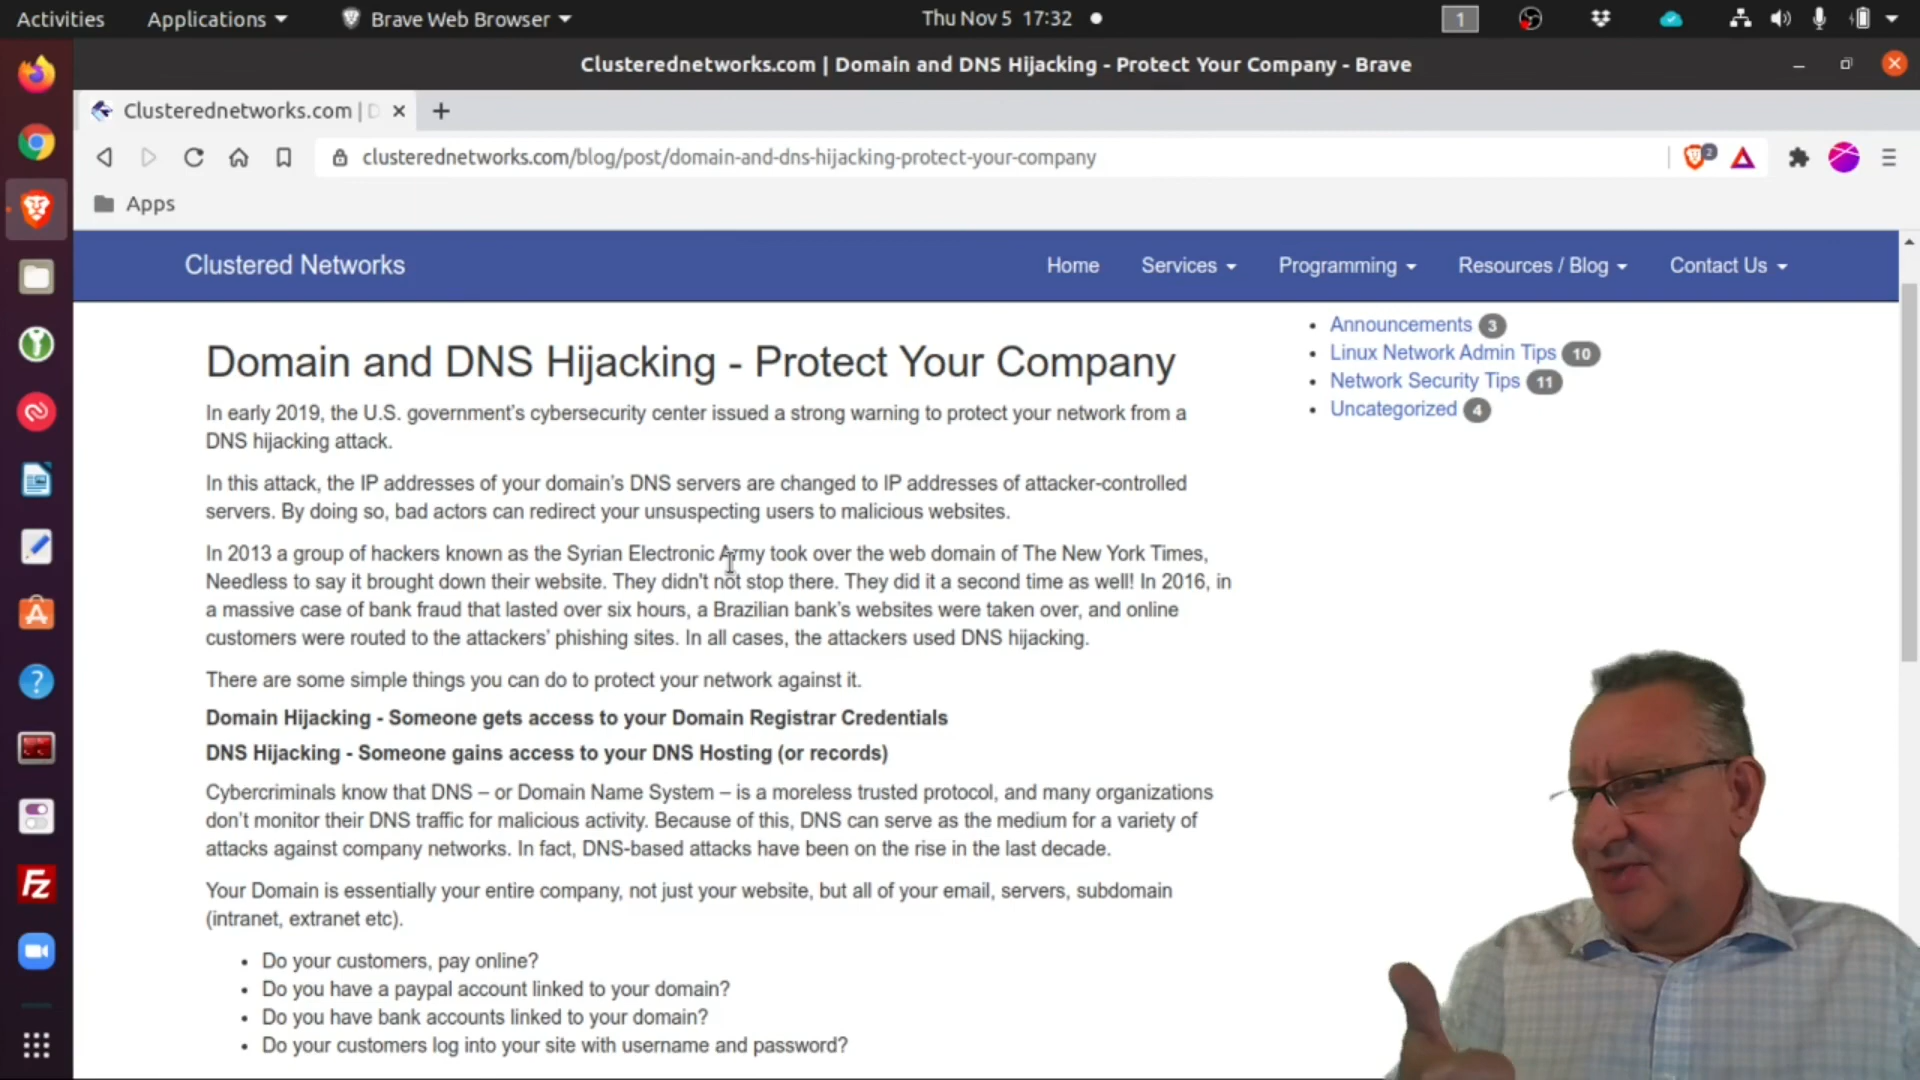 Activities
Applications
Brave Web Browser
Thu Nov 5 17:32
1
Clusterednetworks.com | Domain and DNS Hijacking - Protect Your Company - Brave
Clusterednetworks.com |
clusterednetworks.com/blog/post/domain-and-dns-hijacking-protect-your-company
2
Apps
Clustered Networks
Home
Services
Programming
Resources / Blog
Contact Us
Announcements 3
Linux Network Admin Tips 10
Network Security Tips 11
Uncategorized 4
Domain and DNS Hijacking - Protect Your Company
In early 2019, the U.S. government's cybersecurity center issued a strong warning to protect your network from a
DNS hijacking attack.
In this attack, the IP addresses of your domain's DNS servers are changed to IP addresses of attacker-controlled
servers. By doing so, bad actors can redirect your unsuspecting users to malicious websites.
In 2013 a group of hackers known as the Syrian Electronic Army took over the web domain of The New York Times,
Needless to say it brought down their website. They didn't not stop there. They did it a second time as well! In 2016, in
a massive case of bank fraud that lasted over six hours, a Brazilian bank's websites were taken over, and online
customers were routed to the attackers' phishing sites. In all cases, the attackers used DNS hijacking.
There are some simple things you can do to protect your network against it.
Domain Hijacking - Someone gets access to your Domain Registrar Credentials
DNS Hijacking - Someone gains access to your DNS Hosting (or records)
Cybercriminals know that DNS – or Domain Name System – is a moreless trusted protocol, and many organizations
don't monitor their DNS traffic for malicious activity. Because of this, DNS can serve as the medium for a variety of
attacks against company networks. In fact, DNS-based attacks have been on the rise in the last decade.
Your Domain is essentially your entire company, not just your website, but all of your email, servers, subdomain
(intranet, extranet etc).
• Do your customers, pay online?
• Do you have a paypal account linked to your domain?
• Do you have bank accounts linked to your domain?
• Do your customers log into your site with username and password?